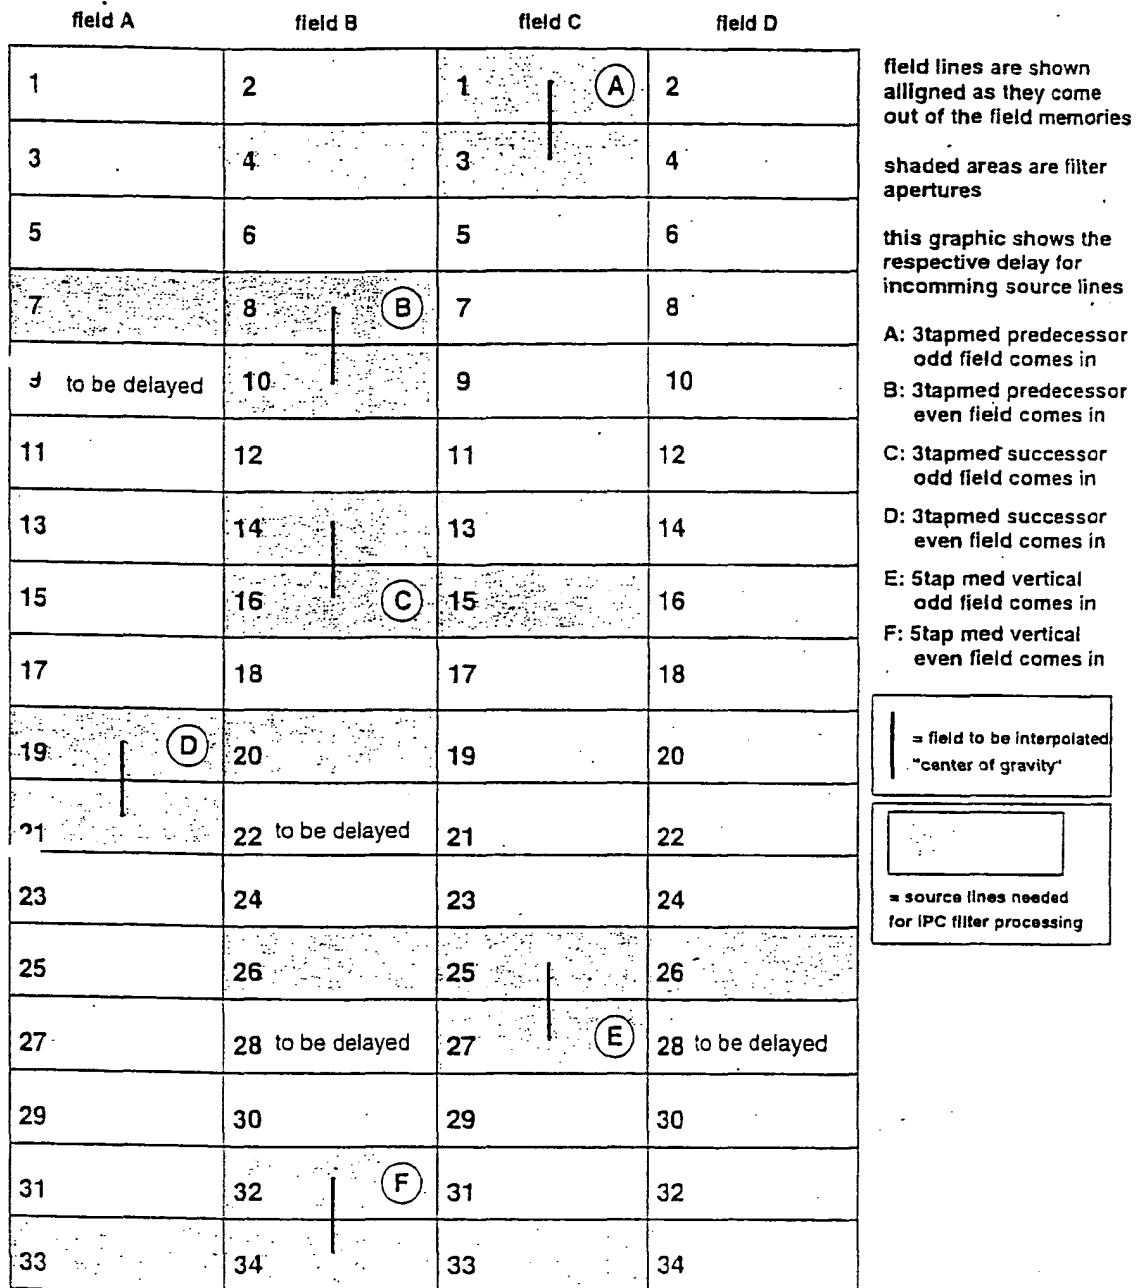 field A field B field C field D
1 2 1 A 2
3 4 3 4
5 6 5 6
7 8 B 7 8
9 to be delayed 10 9 10
11 12 11 12
13 14 13 14
15 16 C 15 16
17 18 17 18
19 D 20 19 20
21 22 to be delayed 21 22
23 24 23 24
25 26 25 26
27 28 to be delayed 27 E 28 to be delayed
29 30 29 30
31 32 F 31 32
33 34 33 34
field lines are shown
alligned as they come
out of the field memories
shaded areas are filter
apertures
this graphic shows the
respective delay for
incomming source lines
A: 3tapmed predecessor
odd field comes in
B: 3tapmed predecessor
even field comes in
C: 3tapmed successor
odd field comes in
D: 3tapmed successor
even field comes in
E: 5tap med vertical
odd field comes in
F: 5tap med vertical
even field comes in
= field to be interpolated
"center of gravity"
= source lines needed
for IPC filter processing